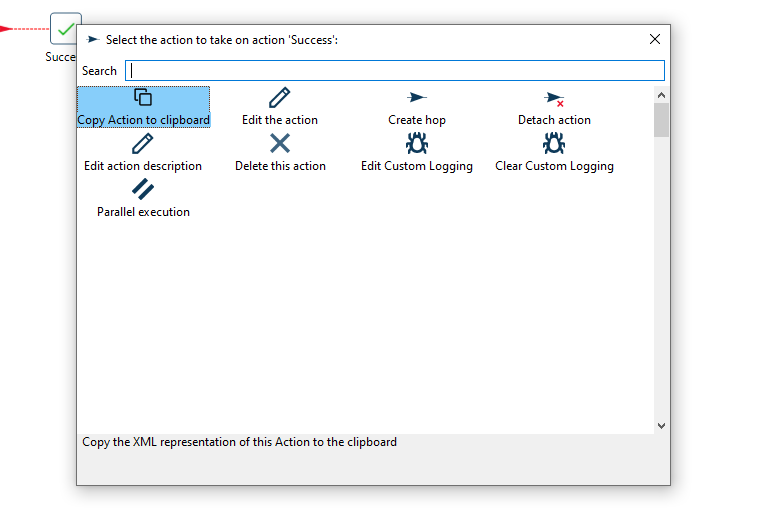 Select the action to take on action 'Success':
Succe
Search
Copy Action to clipboard Edit the action Create hop Detach action
Edit action description Delete this action Edit Custom Logging Clear Custom Logging
Parallel execution
Copy the XML representation of this Action to the clipboard